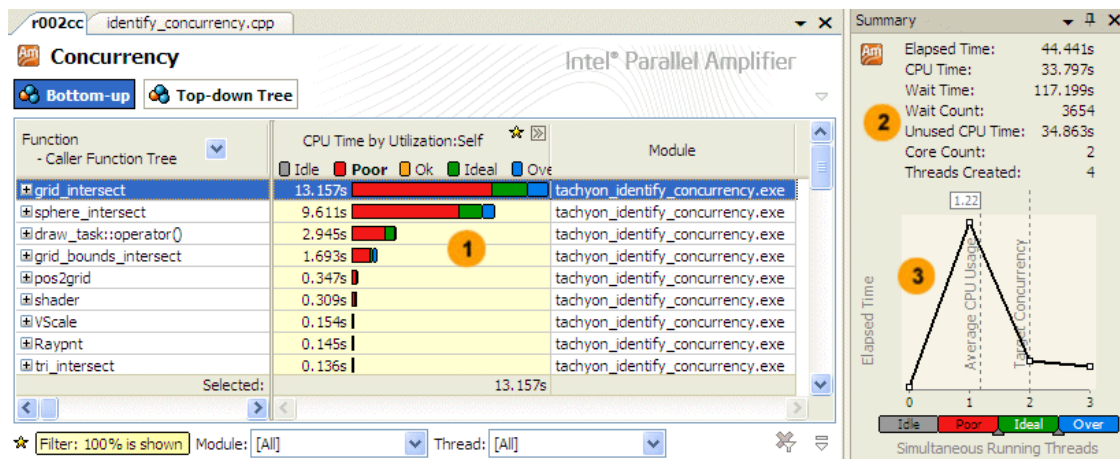 r002cc identify_concurrency.cpp
Am Concurrency Intel® Parallel Amplifier
Bottom-up Top-down Tree
Function
- Caller Function Tree
CPU Time by Utilization:Self
Idle Poor Ok Ideal Ove
Module
grid_intersect 13.157s tachyon_identify_concurrency.exe
sphere_intersect 9.611s tachyon_identify_concurrency.exe
draw_task::operator() 2.945s tachyon_identify_concurrency.exe
grid_bounds_intersect 1.693s tachyon_identify_concurrency.exe
pos2grid 0.347s tachyon_identify_concurrency.exe
shader 0.309s tachyon_identify_concurrency.exe
VScale 0.154s tachyon_identify_concurrency.exe
Raypnt 0.145s tachyon_identify_concurrency.exe
tri_intersect 0.136s tachyon_identify_concurrency.exe
1
Selected: 13.157s
Filter: 100% is shown Module: [All] Thread: [All]
Summary
Am
Elapsed Time: 44.441s
CPU Time: 33.797s
Wait Time: 117.199s
Wait Count: 3654
2
Unused CPU Time: 34.863s
Core Count: 2
Threads Created: 4
1.22
3
Elapsed Time
Average CPU Usage
Target Concurrency
0 1 2 3
Idle Poor Ideal Over
Simultaneous Running Threads